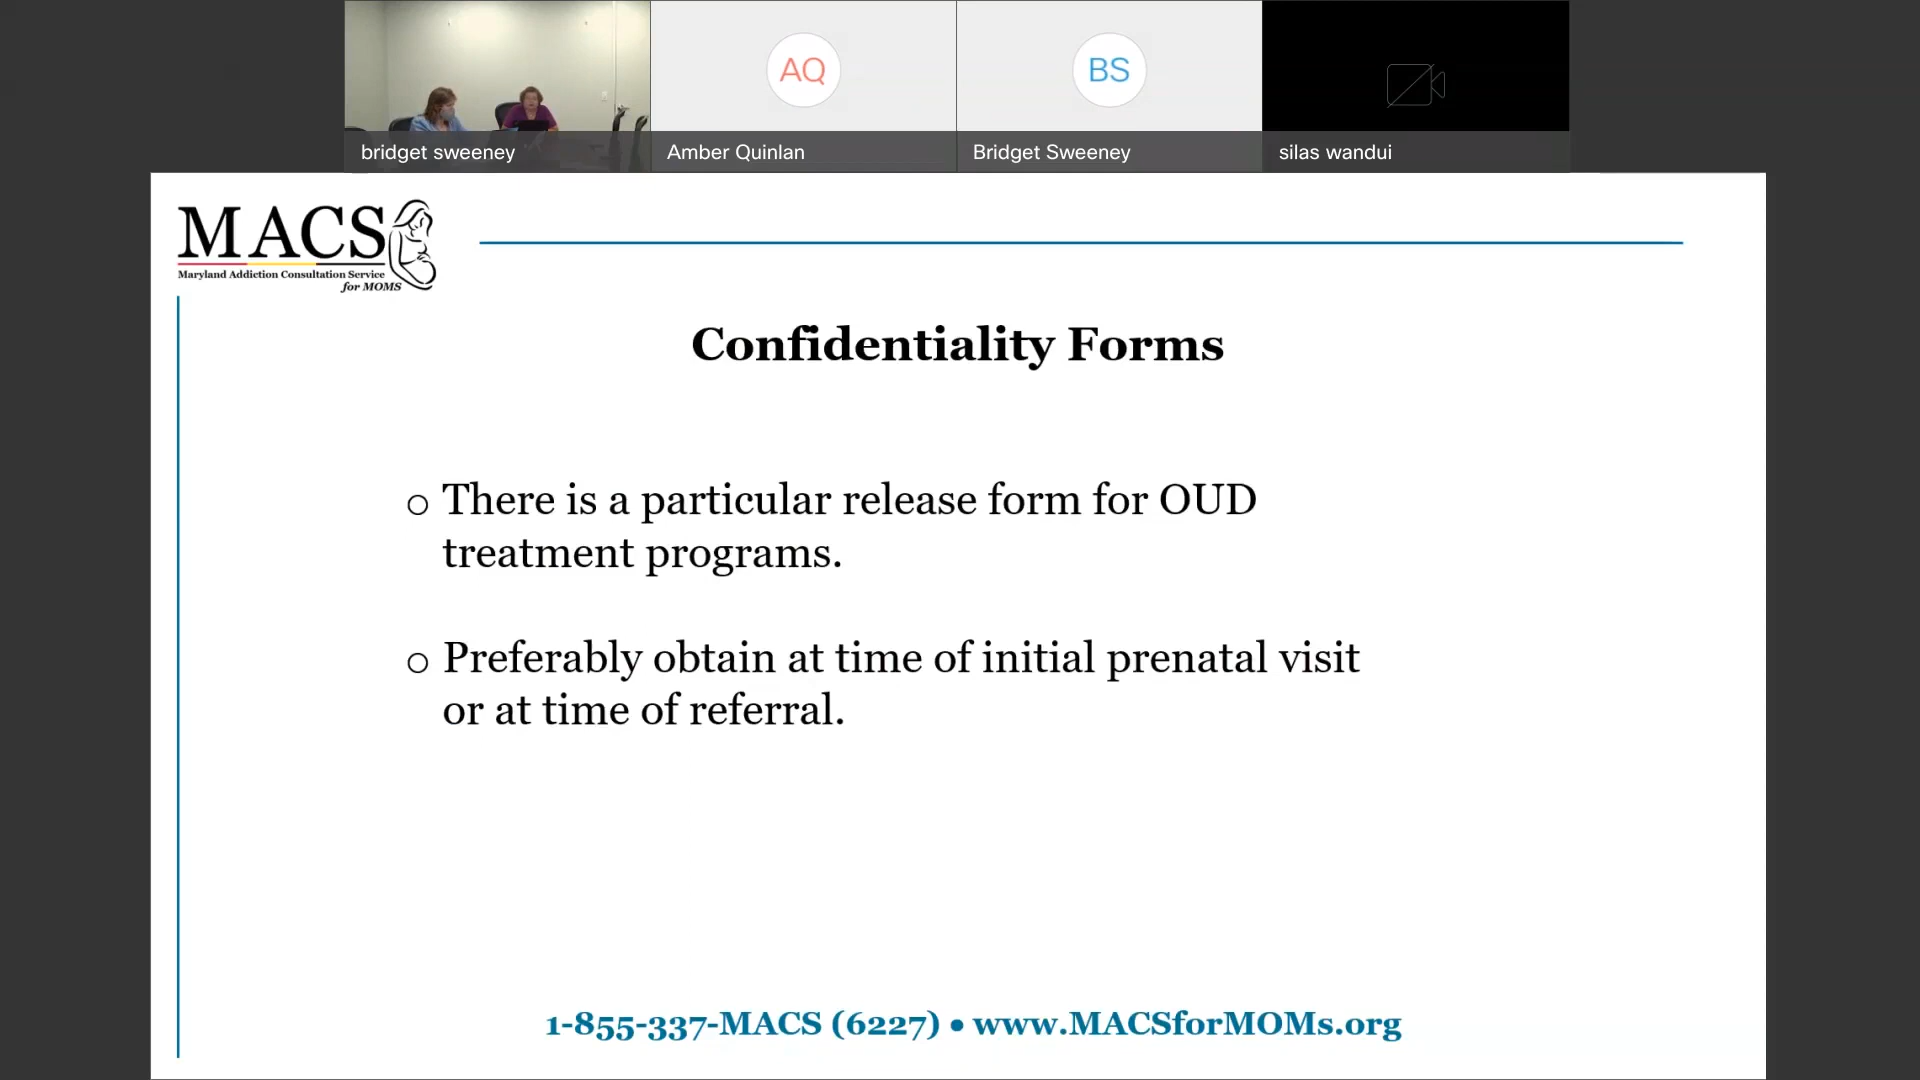 AQ
BS
bridget sweeney
Amber Quinlan
Bridget Sweeney
silas wandui
MACS
Maryland Addiction Consultation Service
for MOMS
Confidentiality Forms
There is a particular release form for OUD
treatment programs.
Preferably obtain at time of initial prenatal visit
or at time of referral.
1-855-337-MACS (6227) • www.MACSforMOMs.org